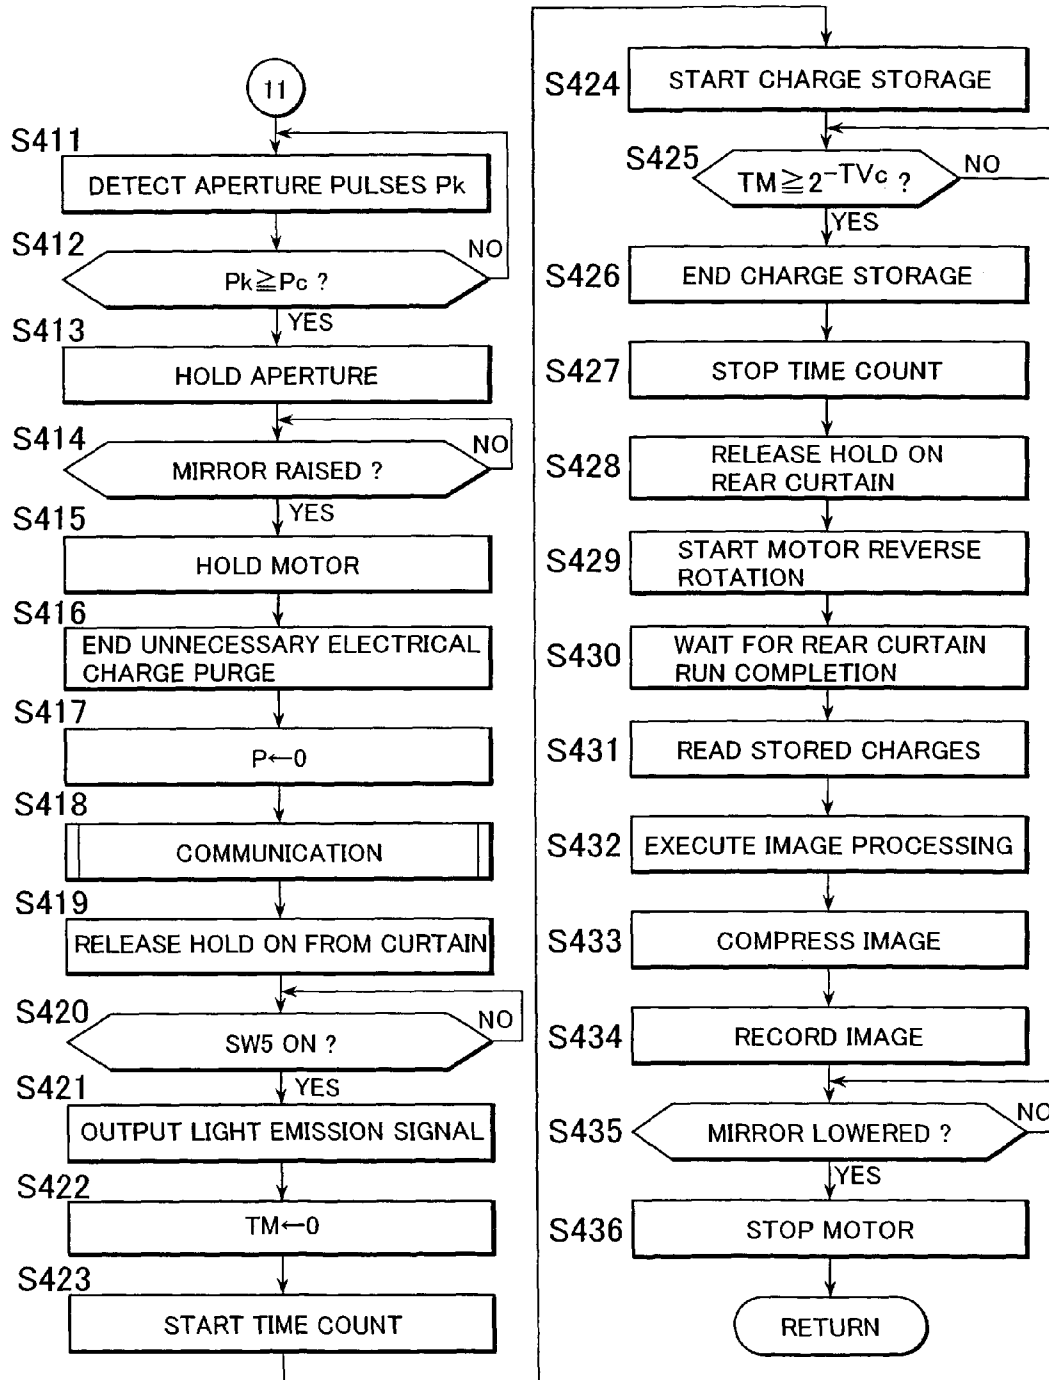 11
S411
DETECT APERTURE PULSES Pk
S412
Pk≧Pc ?
NO
YES
S413
HOLD APERTURE
S414
MIRROR RAISED ?
NO
YES
S415
HOLD MOTOR
S416
END UNNECESSARY ELECTRICAL
CHARGE PURGE
S417
P←0
S418
COMMUNICATION
S419
RELEASE HOLD ON FROM CURTAIN
S420
SW5 ON ?
NO
YES
S421
OUTPUT LIGHT EMISSION SIGNAL
S422
TM←0
S423
START TIME COUNT
S424
START CHARGE STORAGE
S425
TM≧2^-TVc ?
NO
YES
S426
END CHARGE STORAGE
S427
STOP TIME COUNT
S428
RELEASE HOLD ON
REAR CURTAIN
S429
START MOTOR REVERSE
ROTATION
S430
WAIT FOR REAR CURTAIN
RUN COMPLETION
S431
READ STORED CHARGES
S432
EXECUTE IMAGE PROCESSING
S433
COMPRESS IMAGE
S434
RECORD IMAGE
S435
MIRROR LOWERED ?
NO
YES
S436
STOP MOTOR
RETURN